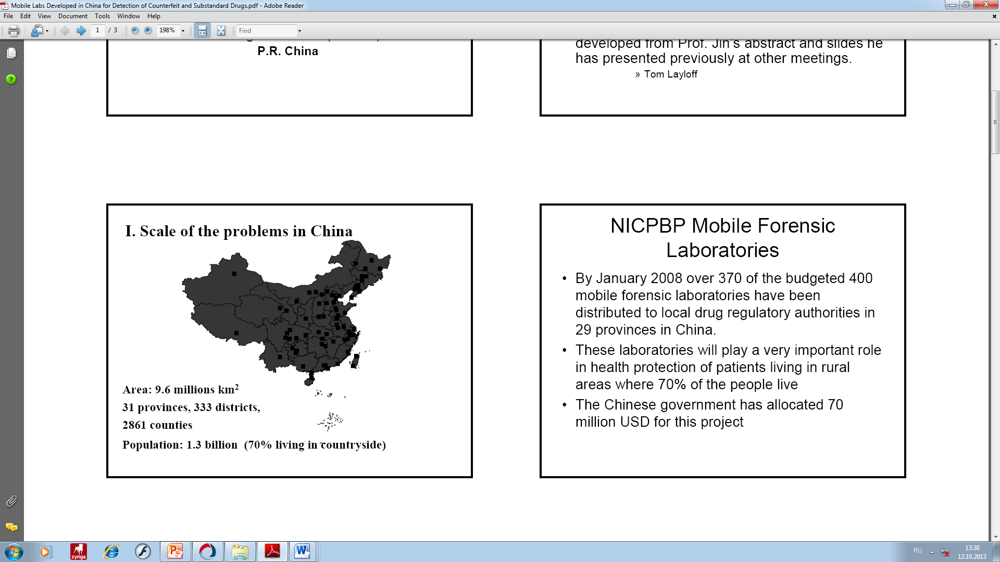 Mobile Labs Developed in China for Detection of Counterfeit and Substandard Drugs.pdf - Adobe Reader
File Edit View Document Tools Window Help
1 / 3 198% Find
P.R. China
developed from Prof. Jin's abstract and slides he
has presented previously at other meetings.
» Tom Layloff
I. Scale of the problems in China
Area: 9.6 millions km²
31 provinces, 333 districts,
2861 counties
Population: 1.3 billion (70% living in countryside)
NICPBP Mobile Forensic
Laboratories
• By January 2008 over 370 of the budgeted 400
mobile forensic laboratories have been
distributed to local drug regulatory authorities in
29 provinces in China.
• These laboratories will play a very important role
in health protection of patients living in rural
areas where 70% of the people live
• The Chinese government has allocated 70
million USD for this project
zynga
RU
13:30
12.10.2013